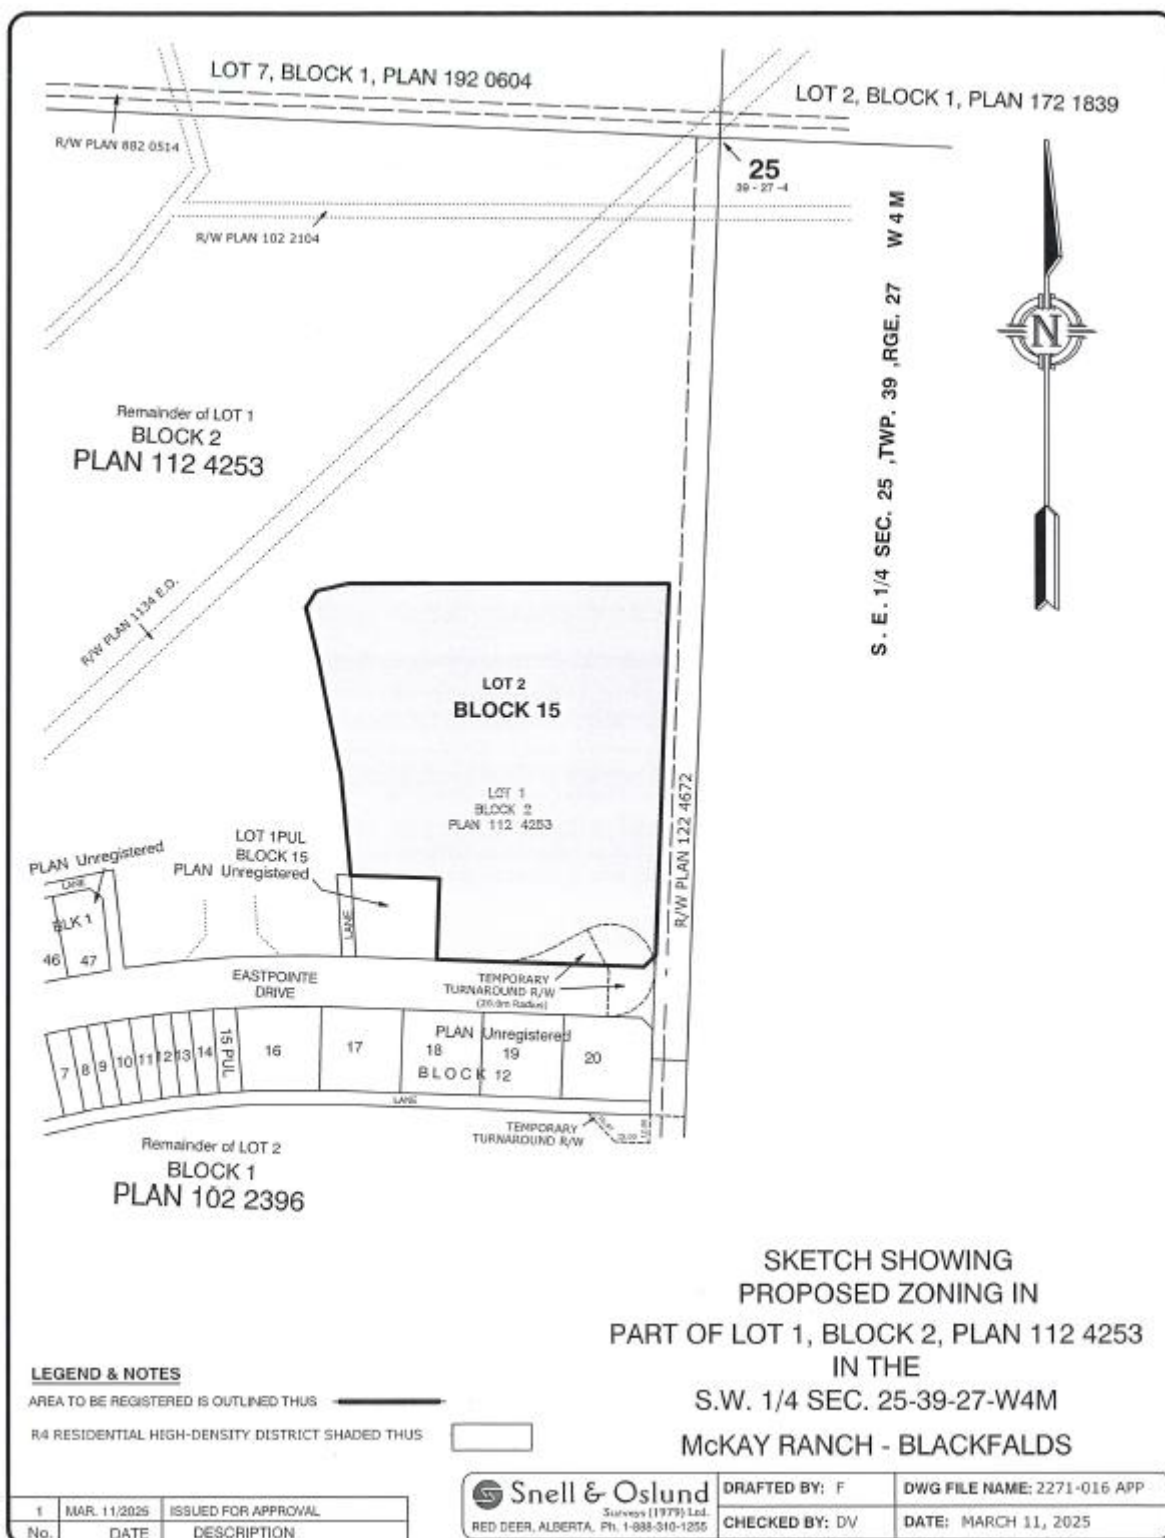 LOT 7, BLOCK 1, PLAN 192 0604
LOT 2, BLOCK 1, PLAN 172 1839
R/W PLAN 882 0514
25
39 - 27 -4
R/W PLAN 102 2104
S . E . 1/4 SEC. 25 ,TWP. 39 ,RGE. 27 W 4 M
N
Remainder of LOT 1
BLOCK 2
PLAN 112 4253
R/W PLAN 1134 E.O.
LOT 2
BLOCK 15
LOT 1
BLOCK 2
PLAN 112 4253
R/W PLAN 122 4672
LOT 1PUL
BLOCK 15
PLAN Unregistered
PLAN Unregistered
LANE
BLK 1
46 47
LANE
EASTPOINTE
DRIVE
TEMPORARY
TURNAROUND R/W
(20.0m Radius)
PLAN Unregistered
7 8 9 10 11 12 13 14 15 PUL 16 17 18 19 20
BLOCK 12
LANE
TEMPORARY
TURNAROUND R/W
Remainder of LOT 2
BLOCK 1
PLAN 102 2396
SKETCH SHOWING
PROPOSED ZONING IN
PART OF LOT 1, BLOCK 2, PLAN 112 4253
IN THE
S.W. 1/4 SEC. 25-39-27-W4M
McKAY RANCH - BLACKFALDS
LEGEND & NOTES
AREA TO BE REGISTERED IS OUTLINED THUS
R4 RESIDENTIAL HIGH-DENSITY DISTRICT SHADED THUS
1 MAR. 11/2025 ISSUED FOR APPROVAL
No. DATE DESCRIPTION
Snell & Oslund
Surveys (1979) Ltd.
RED DEER, ALBERTA, Ph. 1-888-310-1255
DRAFTED BY: F
DWG FILE NAME: 2271-016 APP
CHECKED BY: DV
DATE: MARCH 11, 2025